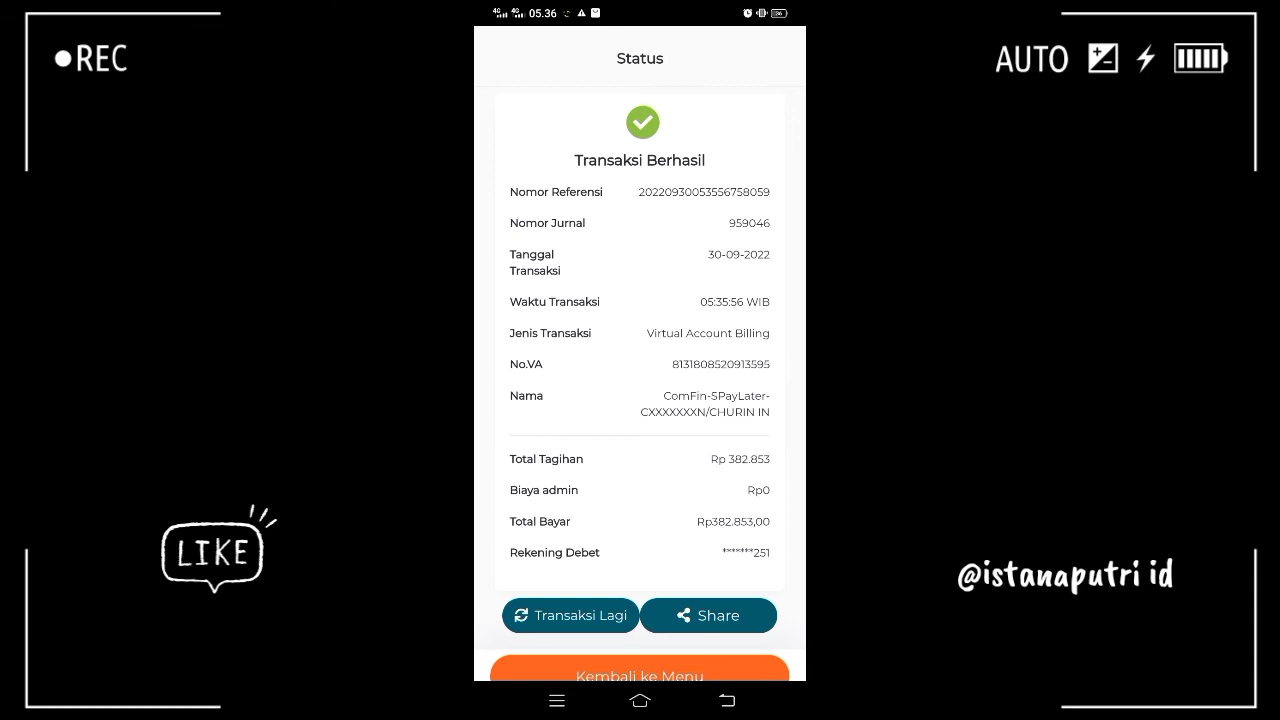 REC
AUTO
4G 4G 05.36
36
Status
Transaksi Berhasil
Nomor Referensi 20220930053556758059
Nomor Jurnal 959046
Tanggal 30-09-2022
Transaksi
Waktu Transaksi 05:35:56 WIB
Jenis Transaksi Virtual Account Billing
No.VA 8131808520913595
Nama ComFin-SPayLater-
CXXXXXXXN/CHURIN IN
Total Tagihan Rp 382.853
Biaya admin Rp0
Total Bayar Rp382.853,00
Rekening Debet *******251
LIKE
@istanaputri id
Transaksi Lagi Share
Kembali ke Menu